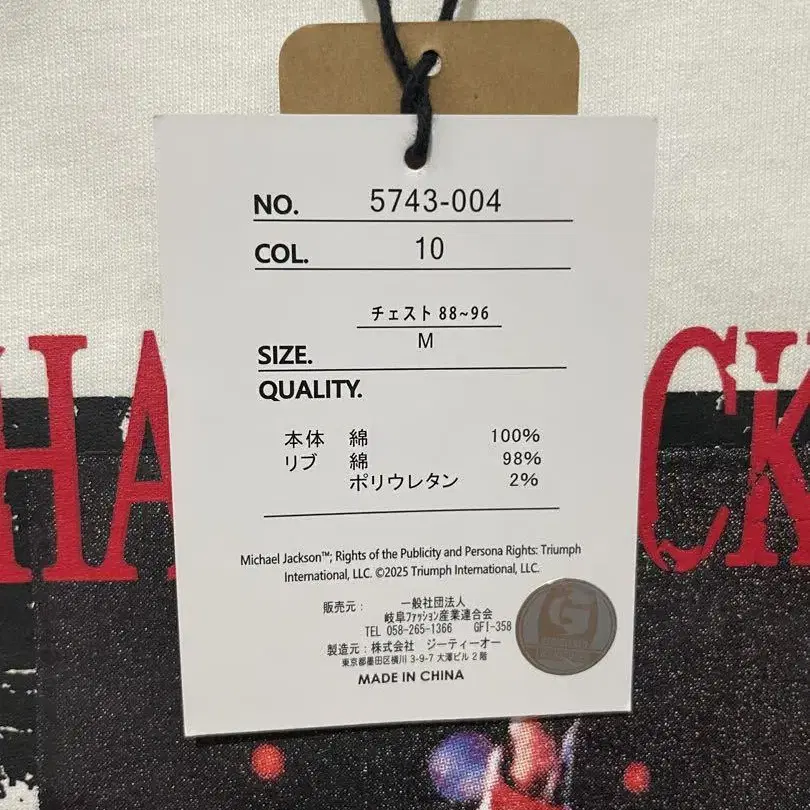 NO. 5743-004
COL. 10
チェスト 88~96
SIZE. M
QUALITY.
本体 綿 100%
リブ 綿 98%
ポリウレタン 2%
Michael Jackson™; Rights of the Publicity and Persona Rights: Triumph
International, LLC. ©2025 Triumph International, LLC.
販売元: 一般社団法人
岐阜ファッション産業連合会
TEL 058-265-1366 GFI-358
製造元:株式会社 ジーティーオー
東京都墨田区横川 3-9-7 大澤ビル 2 階
MADE IN CHINA
HA
CK